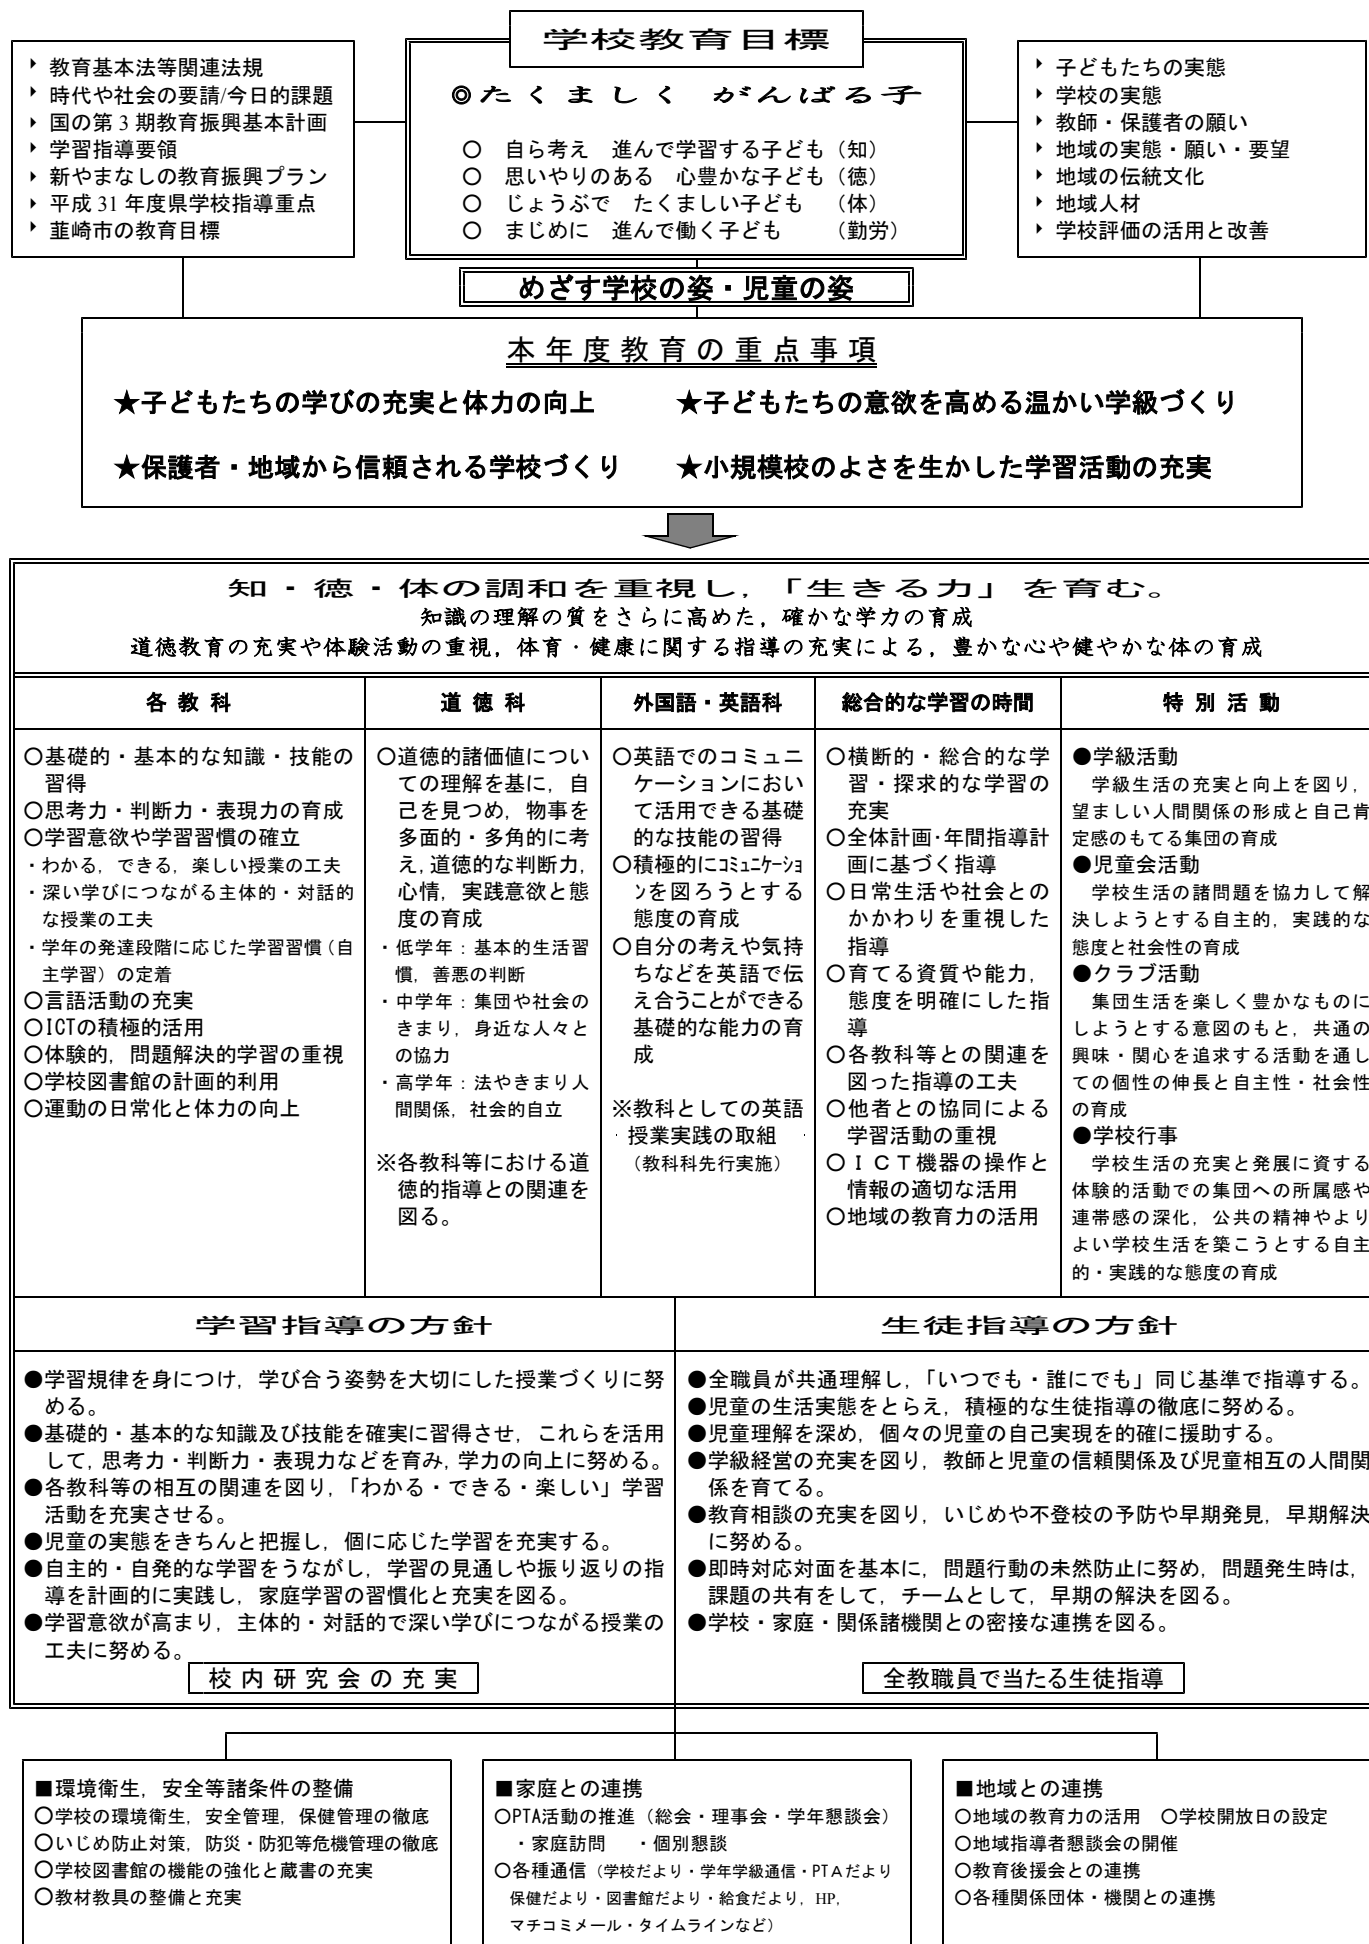 学校教育目標
‣ 教育基本法等関連法規
‣ 時代や社会の要請/今日的課題
‣ 国の第3期教育振興基本計画
‣ 学習指導要領
‣ 新やまなしの教育振興プラン
‣ 平成31年度県学校指導重点
‣ 韮崎市の教育目標
◎たくましく がんばる子
○ 自ら考え 進んで学習する子ども(知)
○ 思いやりのある 心豊かな子ども(徳)
○ じょうぶで たくましい子ども (体)
○ まじめに 進んで働く子ども (勤労)
‣ 子どもたちの実態
‣ 学校の実態
‣ 教師・保護者の願い
‣ 地域の実態・願い・要望
‣ 地域の伝統文化
‣ 地域人材
‣ 学校評価の活用と改善
めざす学校の姿・児童の姿
本年度教育の重点事項
★子どもたちの学びの充実と体力の向上 ★子どもたちの意欲を高める温かい学級づくり
★保護者・地域から信頼される学校づくり ★小規模校のよさを生かした学習活動の充実
知・徳・体の調和を重視し,「生きる力」を育む。
知識の理解の質をさらに高めた,確かな学力の育成
道徳教育の充実や体験活動の重視,体育・健康に関する指導の充実による,豊かな心や健やかな体の育成
各教科
○基礎的・基本的な知識・技能の
習得
○思考力・判断力・表現力の育成
○学習意欲や学習習慣の確立
・わかる,できる,楽しい授業の工夫
・深い学びにつながる主体的・対話的
な授業の工夫
・学年の発達段階に応じた学習習慣(自
主学習)の定着
○言語活動の充実
○ICTの積極的活用
○体験的,問題解決的学習の重視
○学校図書館の計画的利用
○運動の日常化と体力の向上
道徳科
○道徳的諸価値につい
ての理解を基に,自
己を見つめ,物事を
多面的・多角的に考
え,道徳的な判断力,
心情,実践意欲と態
度の育成
・低学年:基本的生活習
慣,善悪の判断
・中学年:集団や社会の
きまり,身近な人々と
の協力
・高学年:法やきまり人
間関係,社会的自立
※各教科等における道
徳的指導との関連を
図る。
外国語・英語科
○英語でのコミュニ
ケーションにおい
て活用できる基礎
的な技能の習得
○積極的にｺﾐｭﾆｹｰｼｮ
ﾝを図ろうとする
態度の育成
○自分の考えや気持
ちなどを英語で伝
え合うことができる
基礎的な能力の育
成
※教科としての英語
授業実践の取組
(教科科先行実施)
総合的な学習の時間
○横断的・総合的な学
習・探求的な学習の
充実
○全体計画･年間指導計
画に基づく指導
○日常生活や社会との
かかわりを重視した
指導
○育てる資質や能力,
態度を明確にした指
導
○各教科等との関連を
図った指導の工夫
○他者との協同による
学習活動の重視
○ＩＣＴ機器の操作と
情報の適切な活用
○地域の教育力の活用
特別活動
●学級活動
学級生活の充実と向上を図り,
望ましい人間関係の形成と自己肯
定感のもてる集団の育成
●児童会活動
学校生活の諸問題を協力して解
決しようとする自主的,実践的な
態度と社会性の育成
●クラブ活動
集団生活を楽しく豊かなものに
しようとする意図のもと,共通の
興味・関心を追求する活動を通し
ての個性の伸長と自主性・社会性
の育成
●学校行事
学校生活の充実と発展に資する
体験的活動での集団への所属感や
連帯感の深化,公共の精神やより
よい学校生活を築こうとする自主
的・実践的な態度の育成
学習指導の方針
●学習規律を身につけ,学び合う姿勢を大切にした授業づくりに努
める。
●基礎的・基本的な知識及び技能を確実に習得させ,これらを活用
して,思考力・判断力・表現力などを育み,学力の向上に努める。
●各教科等の相互の関連を図り,「わかる・できる・楽しい」学習
活動を充実させる。
●児童の実態をきちんと把握し,個に応じた学習を充実する。
●自主的・自発的な学習をうながし,学習の見通しや振り返りの指
導を計画的に実践し,家庭学習の習慣化と充実を図る。
●学習意欲が高まり,主体的・対話的で深い学びにつながる授業の
工夫に努める。
校内研究会の充実
生徒指導の方針
●全職員が共通理解し,「いつでも・誰にでも」同じ基準で指導する。
●児童の生活実態をとらえ,積極的な生徒指導の徹底に努める。
●児童理解を深め,個々の児童の自己実現を的確に援助する。
●学級経営の充実を図り,教師と児童の信頼関係及び児童相互の人間関
係を育てる。
●教育相談の充実を図り,いじめや不登校の予防や早期発見,早期解決
に努める。
●即時対応対面を基本に,問題行動の未然防止に努め,問題発生時は,
課題の共有をして,チームとして,早期の解決を図る。
●学校・家庭・関係諸機関との密接な連携を図る。
全教職員で当たる生徒指導
■環境衛生,安全等諸条件の整備
○学校の環境衛生,安全管理,保健管理の徹底
○いじめ防止対策,防災・防犯等危機管理の徹底
○学校図書館の機能の強化と蔵書の充実
○教材教具の整備と充実
■家庭との連携
○PTA活動の推進(総会・理事会・学年懇談会)
・家庭訪問 ・個別懇談
○各種通信(学校だより・学年学級通信・PTAだより
保健だより・図書館だより・給食だより,HP,
マチコミメール・タイムラインなど)
■地域との連携
○地域の教育力の活用 ○学校開放日の設定
○地域指導者懇談会の開催
○教育後援会との連携
○各種関係団体・機関との連携